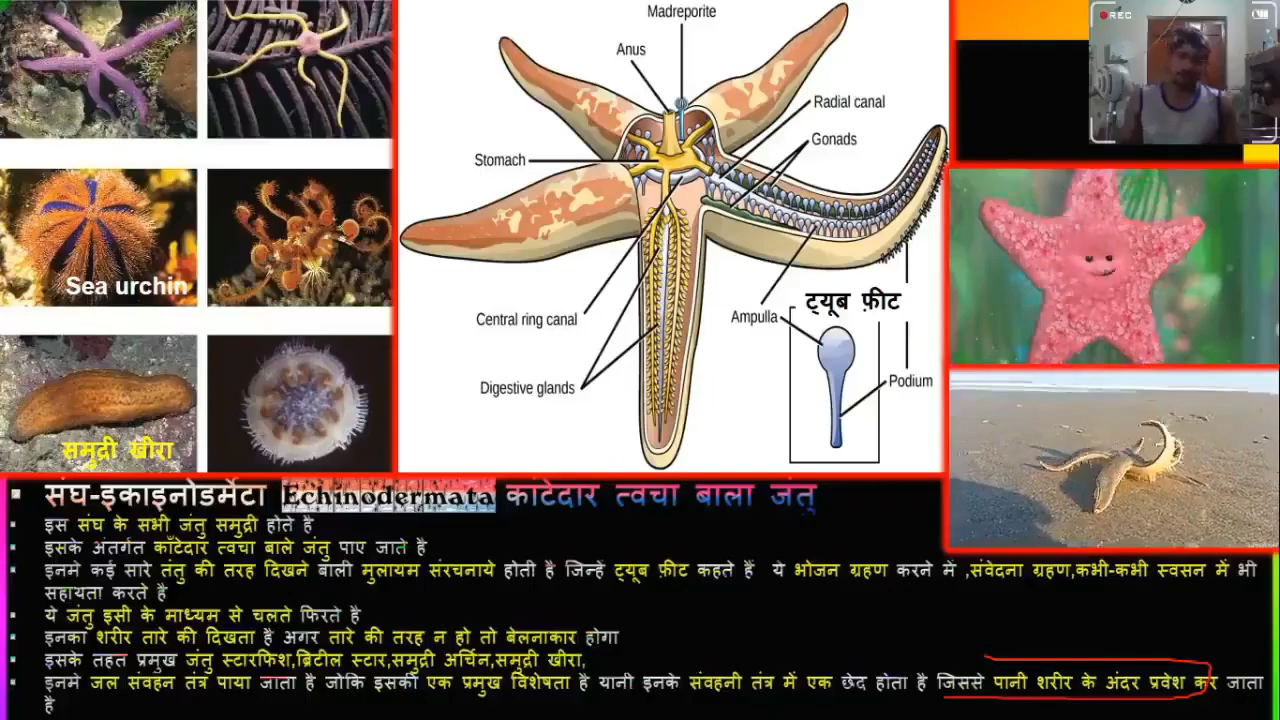 Madreporite
REC
Anus
Radial canal
Gonads
Stomach
Sea urchin
ट्यूब फ़ीट
Central ring canal
Ampulla
Digestive glands
Podium
समुद्री खीरा
संघ-इकाइनोडर्मेटा Echinodermata कांटेदार त्वचा बाला जंतु
इस संघ के सभी जंतु समुद्री होते है
इसके अंतर्गत काँटेदार त्वचा बाले जंतु पाए जाते है
इनमे कई सारे तंतु की तरह दिखने बाली मुलायम संरचनाये होती है जिन्हें ट्यूब फ़ीट कहते हैं ये भोजन ग्रहण करने में ,संवेदना ग्रहण,कभी-कभी स्वसन में भी
सहायता करते है
ये जंतु इसी के माध्यम से चलते फिरते है
इनका शरीर तारे की दिखता है अगर तारे की तरह न हो तो बेलनाकार होगा
इसके तहत प्रमुख जंतु स्टारफिश,ब्रिटील स्टार,समुद्री अर्चिन,समुद्री खीरा,
इनमे जल संवहन तंत्र पाया जाता है जोकि इसकी एक प्रमुख विशेषता है यानी इनके संवहनी तंत्र में एक छेद होता है जिससे पानी शरीर के अंदर प्रवेश कर जाता
है